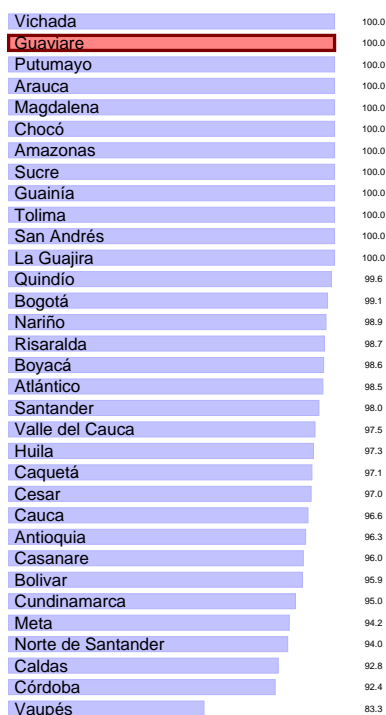 Vichada 100.0
Guaviare 100.0
Putumayo 100.0
Arauca 100.0
Magdalena 100.0
Chocó 100.0
Amazonas 100.0
Sucre 100.0
Guainía 100.0
Tolima 100.0
San Andrés 100.0
La Guajira 100.0
Quindío 99.6
Bogotá 99.1
Nariño 98.9
Risaralda 98.7
Boyacá 98.6
Atlántico 98.5
Santander 98.0
Valle del Cauca 97.5
Huila 97.3
Caquetá 97.1
Cesar 97.0
Cauca 96.6
Antioquia 96.3
Casanare 96.0
Bolivar 95.9
Cundinamarca 95.0
Meta 94.2
Norte de Santander 94.0
Caldas 92.8
Córdoba 92.4
Vaupés 83.3